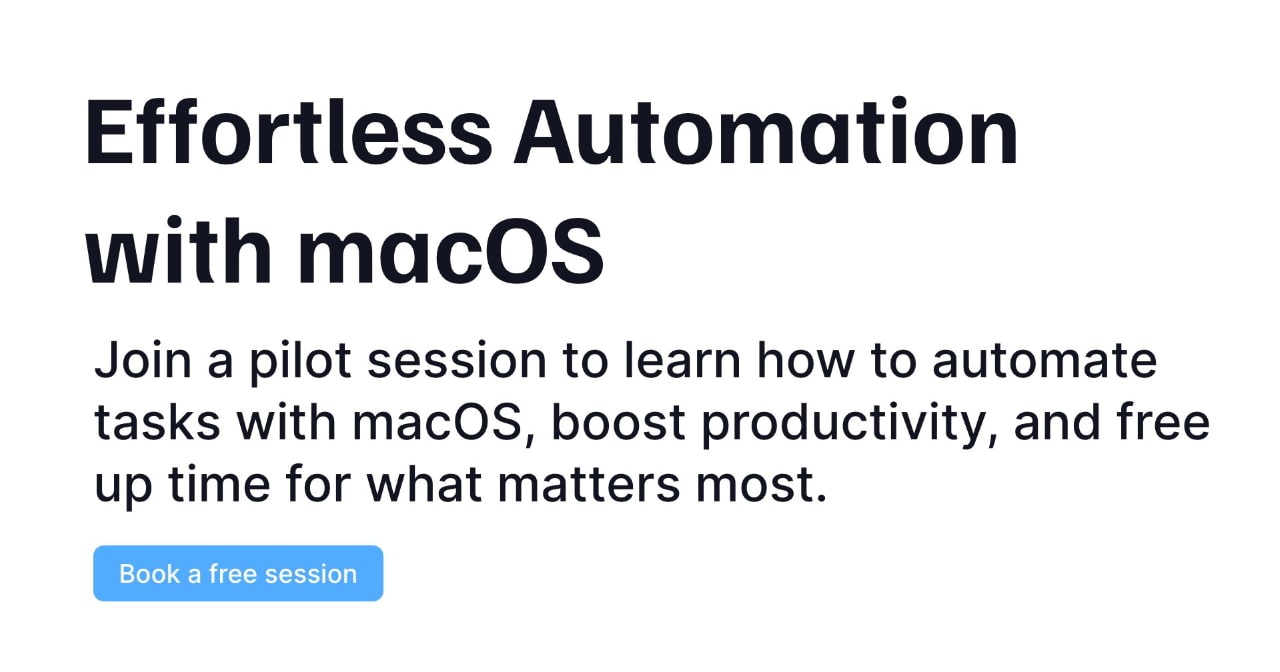 Effortless Automation
with macOS
Join a pilot session to learn how to automate
tasks with macOS, boost productivity, and free
up time for what matters most.
Book a free session